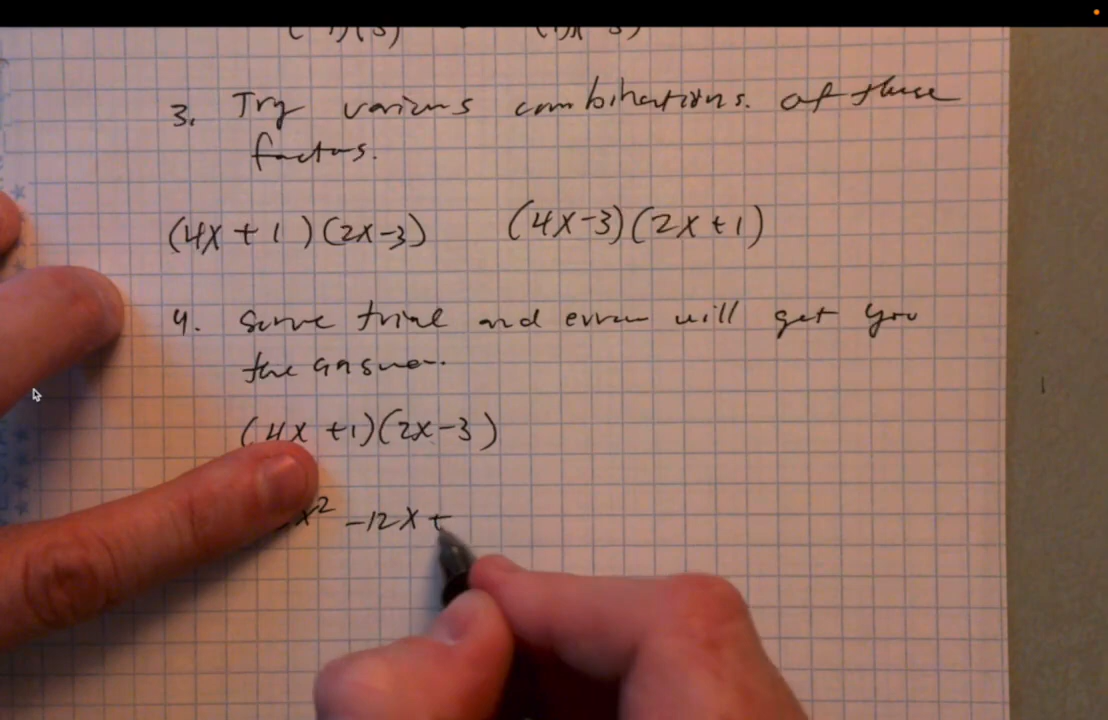 3. Try various combinations. of these
factors.
(4x + 1)(2x-3) (4x-3)(2x+1)
4. some trial and error will get you
the answer.
(4x +1)(2x-3)
x² -12x +